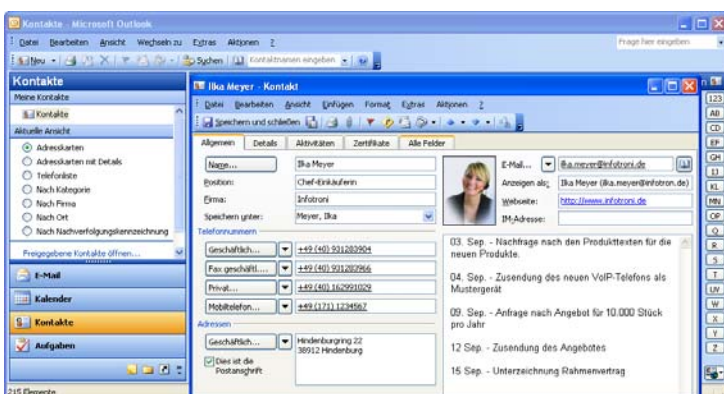 Kontakte - Microsoft Outlook
Datei Bearbeiten Ansicht Wechseln zu Extras Aktionen ?
Frage hier eingeben
Neu Suchen Kontaktnamen eingeben
Kontakte
Meine Kontakte
Kontakte
Aktuelle Ansicht
Adresskarten
Adresskarten mit Details
Telefonliste
Nach Kategorie
Nach Firma
Nach Ort
Nach Nachverfolgungskennzeichnung
Freigegebene Kontakte öffnen...
E-Mail
Kalender
Kontakte
Aufgaben
215 Elemente
Ilka Meyer - Kontakt
Datei Bearbeiten Ansicht Einfügen Format Extras Aktionen ?
Speichern und schließen
Allgemein Details Aktivitäten Zertifikate Alle Felder
Name... Ilka Meyer
Position: Chef-Einkäuferin
Firma: Infotroni
Speichern unter: Meyer, Ilka
Telefonnummern
Geschäftlich... +49 (40) 931283904
Fax geschäftl.... +49 (40) 931283966
Privat... +49 (40) 162991029
Mobiltelefon... +49 (171) 1234567
Adressen
Geschäftlich... Hindenburgring 22
38912 Hindenburg
Dies ist die
Postanschrift
E-Mail... ilka.meyer@infotroni.de
Anzeigen als: Ilka Meyer (ilka.meyer@infotron.de)
Webseite: http://www.infotroni.de
IM-Adresse:
03. Sep. - Nachfrage nach den Produkttexten für die
neuen Produkte.
04. Sep. - Zusendung des neuen VoIP-Telefons als
Mustergerät
09. Sep. - Anfrage nach Angebot für 10.000 Stück
pro Jahr
12 Sep. - Zusendung des Angebotes
15 Sep. - Unterzeichnung Rahmenvertrag
123
AB
CD
EF
GH
IJ
KL
MN
OP
Q
R
S
T
UV
W
X
Y
Z